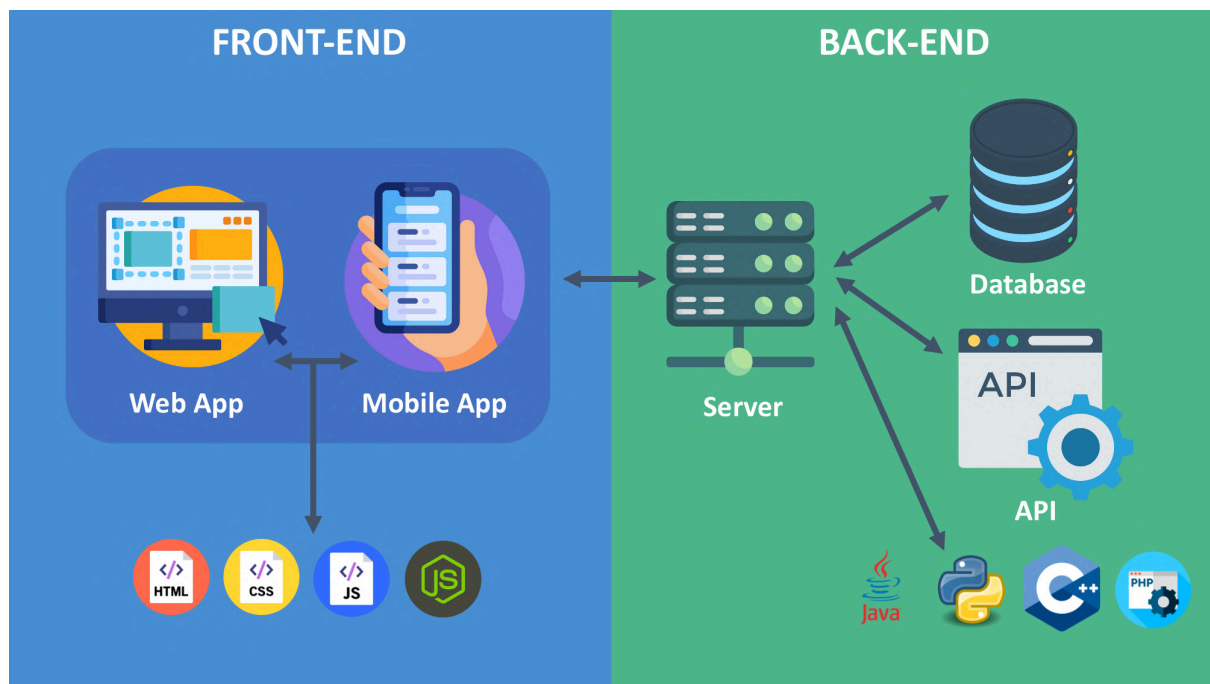 FRONT-END
Web App
Mobile App
HTML
CSS
JS
JS
BACK-END
Server
Database
API
API
Java
C++
PHP